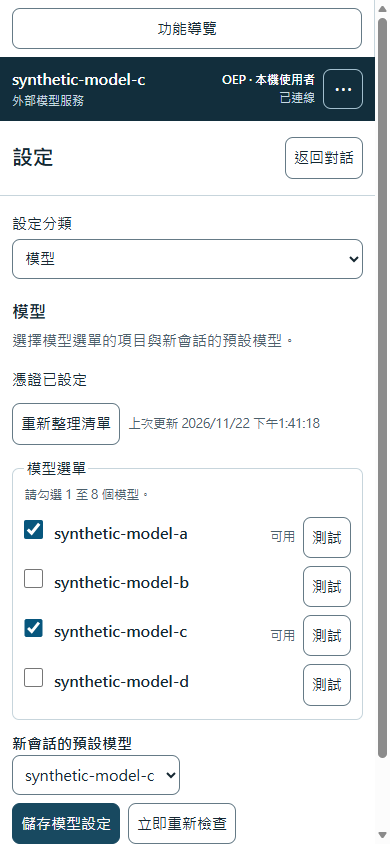 功能導覽
synthetic-model-c
外部模型服務
OEP · 本機使用者
已連線
···
設定
返回對話
設定分類
模型
模型
選擇模型選單的項目與新會話的預設模型。
憑證已設定
重新整理清單
上次更新 2026/11/22 下午1:41:18
模型選單
請勾選 1 至 8 個模型。
synthetic-model-a 可用 測試
synthetic-model-b 測試
synthetic-model-c 可用 測試
synthetic-model-d 測試
新會話的預設模型
synthetic-model-c
儲存模型設定 立即重新檢查